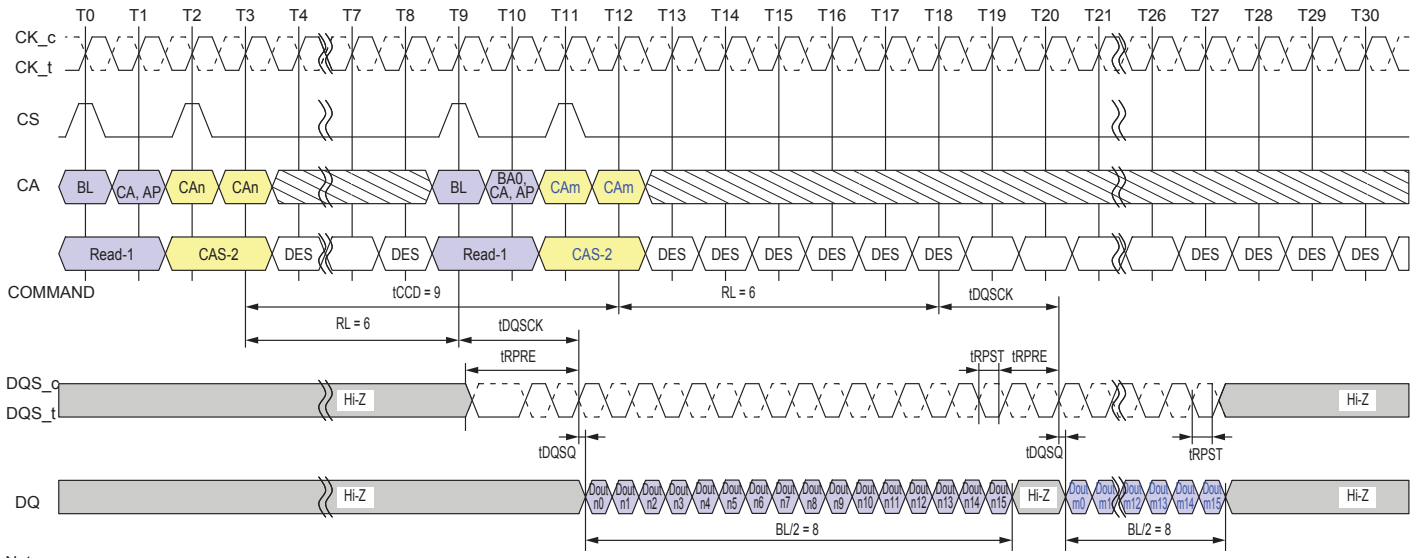 T0 T1 T2 T3 T4 T7 T8 T9 T10 T11 T12 T13 T14 T15 T16 T17 T18 T19 T20 T21 T26 T27 T28 T29 T30
CK_c
CK_t
CS
CA BL CA, AP CAn CAn BL BA0, CA, AP CAm CAm
Read-1 CAS-2 DES DES Read-1 CAS-2 DES DES DES DES DES DES DES DES DES DES
COMMAND
tCCD = 9 RL = 6 tDQSCK
RL = 6 tDQSCK
tRPRE tRPST tRPRE
DQS_c
DQS_t
Hi-Z Hi-Z
tDQSQ tDQSQ tRPST
DQ Hi-Z Dout n0 Dout n1 Dout n2 Dout n3 Dout n4 Dout n5 Dout n6 Dout n7 Dout n8 Dout n9 Dout n10 Dout n11 Dout n12 Dout n13 Dout n14 Dout n15 Hi-Z Dout m0 Dout m1 Dout m12 Dout m13 Dout m14 Dout m15 Hi-Z
BL/2 = 8 BL/2 = 8